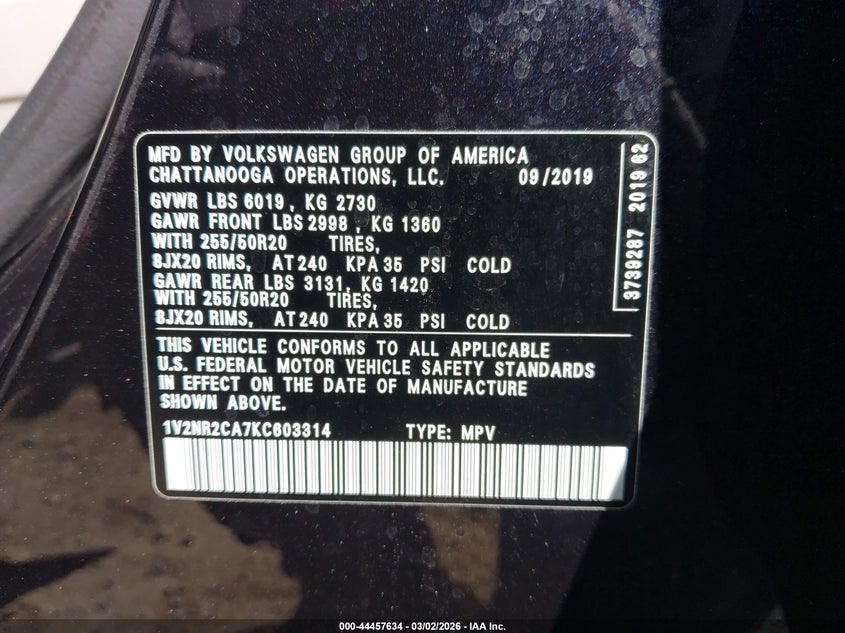 MFD BY VOLKSWAGEN GROUP OF AMERICA
CHATTANOOGA OPERATIONS, LLC. 09/2019
GVWR LBS 6019 , KG 2730
GAWR FRONT LBS 2998 , KG 1360
WITH 255/50R20 TIRES,
8JX20 RIMS, AT 240 KPA 35 PSI COLD
GAWR REAR LBS 3131, KG 1420
WITH 255/50R20 TIRES,
8JX20 RIMS, AT 240 KPA 35 PSI COLD
THIS VEHICLE CONFORMS TO ALL APPLICABLE
U.S. FEDERAL MOTOR VEHICLE SAFETY STANDARDS
IN EFFECT ON THE DATE OF MANUFACTURE
SHOWN ABOVE.
1V2NR2CA7KC603314 TYPE: MPV
3739287 2019 62
000-44457634 - 03/02/2026 - IAA Inc.